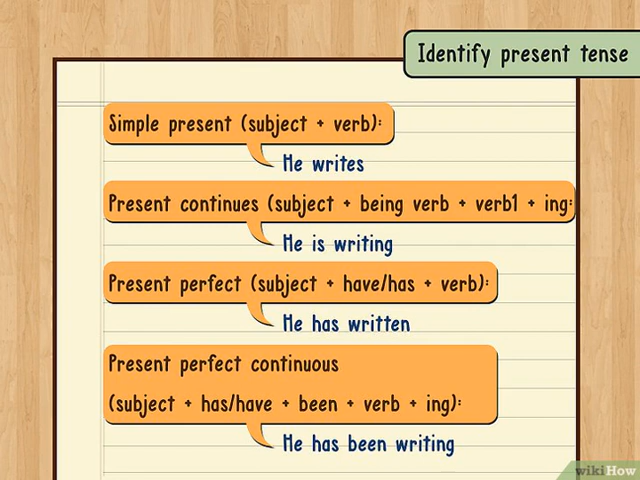 Identify present tense
Simple present (subject + verb):
He writes
Present continues (subject + being verb + verb1 + ing:
He is writing
Present perfect (subject + have/has + verb):
He has written
Present perfect continuous
(subject + has/have + been + verb + ing):
He has been writing
wikiHow